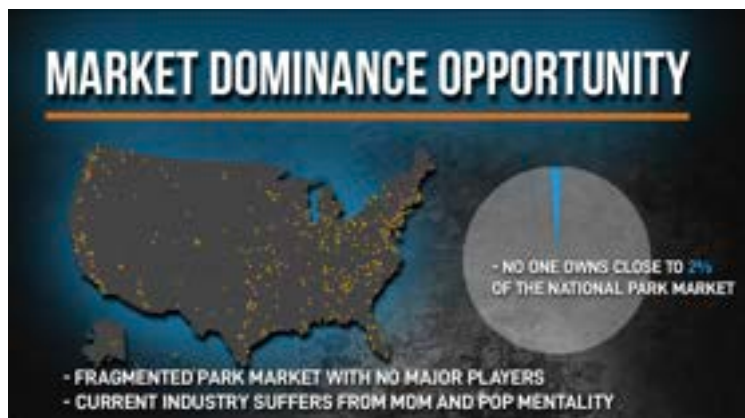 MARKET DOMINANCE OPPORTUNITY
- NO ONE OWNS CLOSE TO 2%
OF THE NATIONAL PARK MARKET
- FRAGMENTED PARK MARKET WITH NO MAJOR PLAYERS
- CURRENT INDUSTRY SUFFERS FROM MOM AND POP MENTALITY